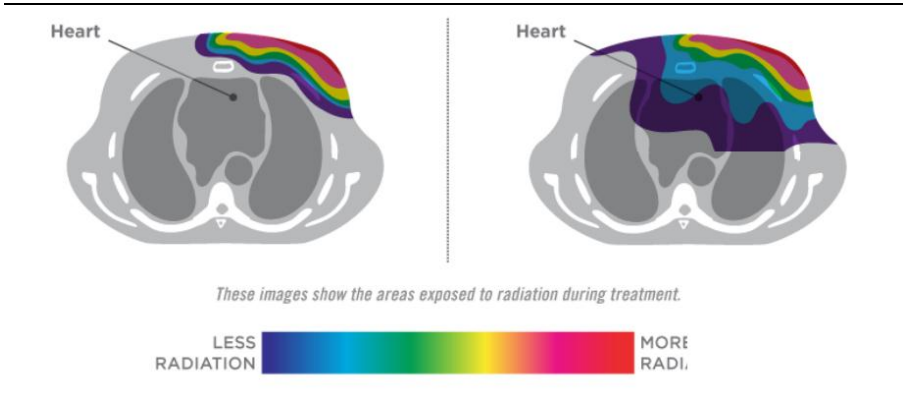 Heart
Heart
These images show the areas exposed to radiation during treatment.
LESS
RADIATION
MORE